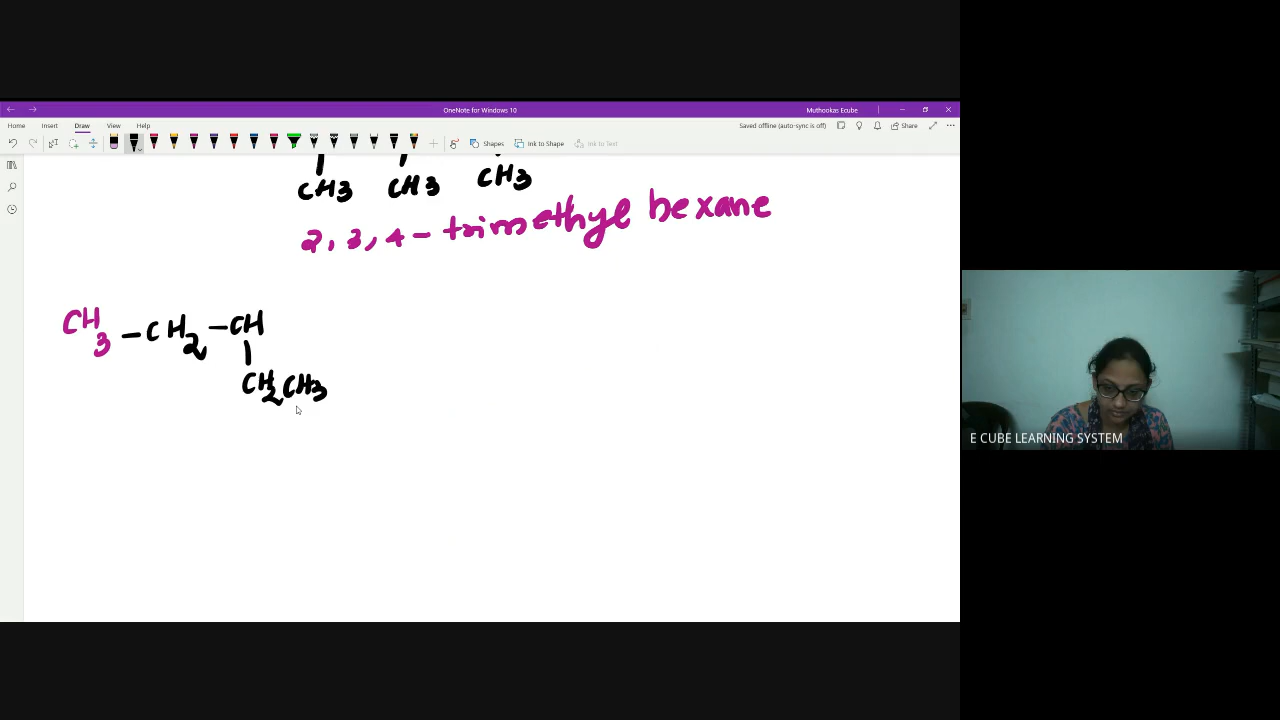 OneNote for Windows 10
Muthookas Ecube
Home Insert Draw View Help
Saved offline (auto-sync is off)
Share
Shapes
Ink to Shape
Ink to Text
CH3 CH3 CH3
2, 3, 4 - trimethyl hexane
CH3 - CH2 - CH
CH2CH3
E CUBE LEARNING SYSTEM